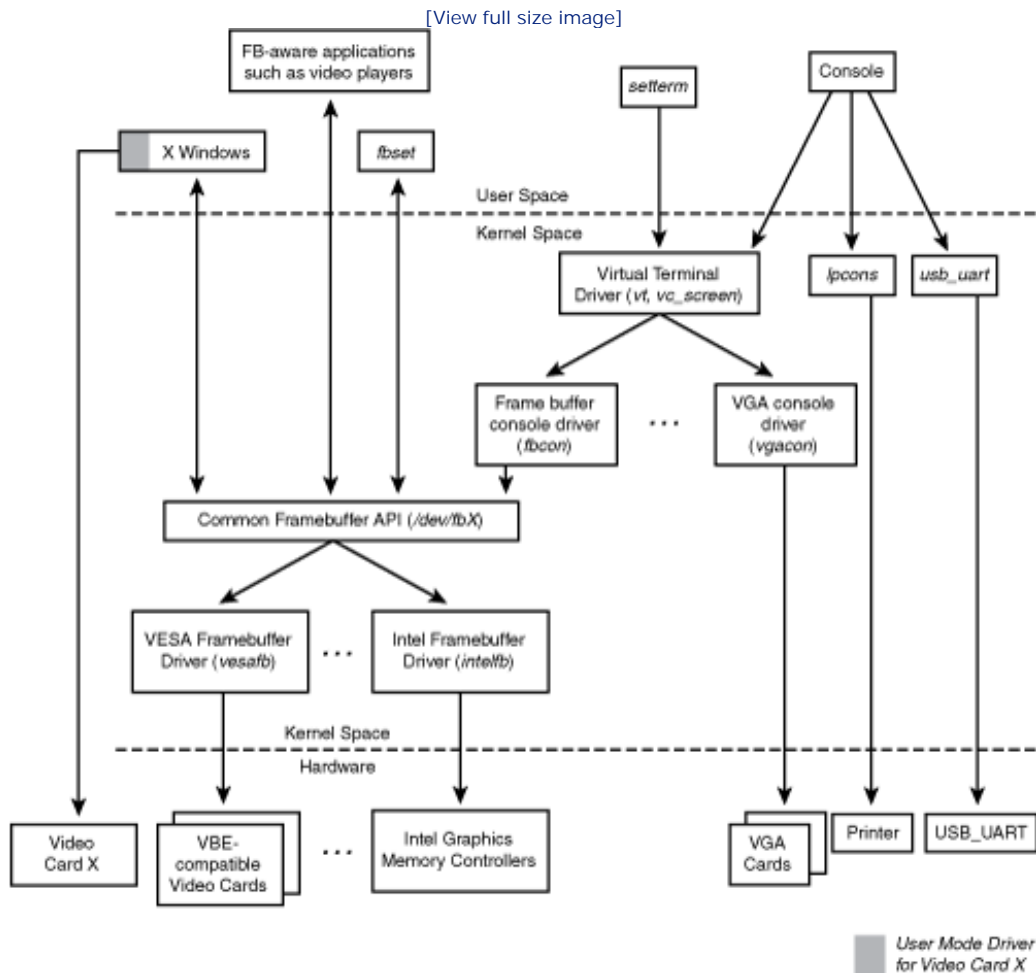 [View full size image]
FB-aware applications
such as video players
setterm
Console
X Windows
fbset
User Space
Kernel Space
Virtual Terminal
Driver (vt, vc_screen)
lpcons
usb_uart
Frame buffer
console driver
(fbcon)
...
VGA console
driver
(vgacon)
Common Framebuffer API (/dev/fbX)
VESA Framebuffer
Driver (vesafb)
...
Intel Framebuffer
Driver (intelfb)
Kernel Space
Hardware
Video
Card X
VBE-
compatible
Video Cards
...
Intel Graphics
Memory Controllers
VGA
Cards
Printer
USB_UART
User Mode Driver
for Video Card X